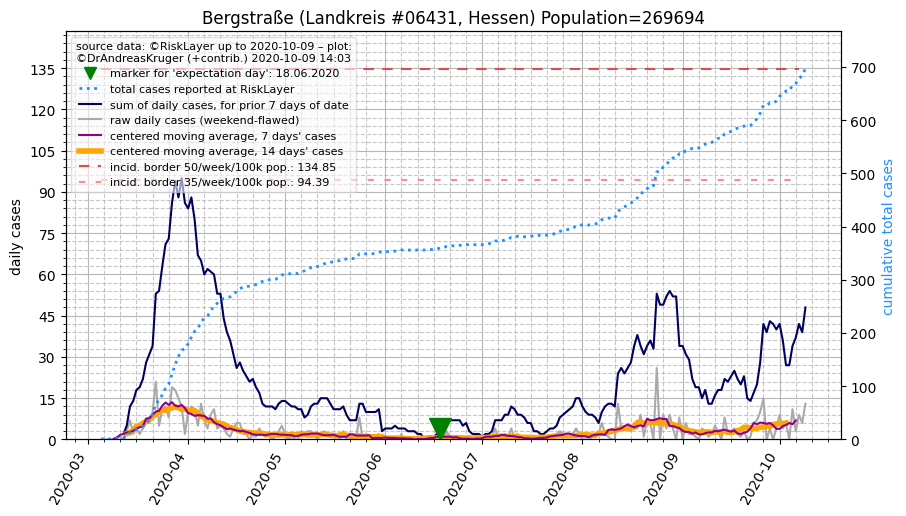 Bergstraße (Landkreis #06431, Hessen) Population=269694
source data: ©RiskLayer up to 2020-10-09 – plot:
©DrAndreasKruger (+contrib.) 2020-10-09 14:03
marker for 'expectation day': 18.06.2020
total cases reported at RiskLayer
sum of daily cases, for prior 7 days of date
raw daily cases (weekend-flawed)
centered moving average, 7 days' cases
centered moving average, 14 days' cases
incid. border 50/week/100k pop.: 134.85
incid. border 35/week/100k pop.: 94.39
daily cases
135
120
105
90
75
60
45
30
15
0
cumulative total cases
700
600
500
400
300
200
100
0
2020-03
2020-04
2020-05
2020-06
2020-07
2020-08
2020-09
2020-10